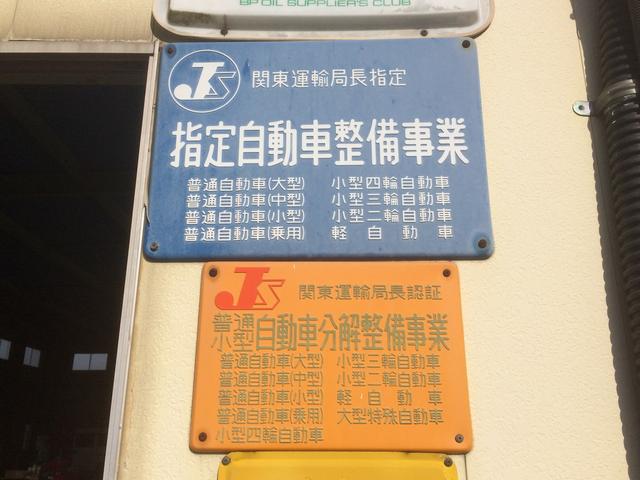 BP OIL SUPPLIER'S CLUB
JS 関東運輸局長指定
指定自動車整備事業
普通自動車(大型) 小型四輪自動車
普通自動車(中型) 小型三輪自動車
普通自動車(小型) 小型二輪自動車
普通自動車(乗用) 軽自動車
JS 関東運輸局長認証
普通小型自動車分解整備事業
普通自動車(大型) 小型三輪自動車
普通自動車(中型) 小型二輪自動車
普通自動車(小型) 軽自動車
普通自動車(乗用) 大型特殊自動車
小型四輪自動車